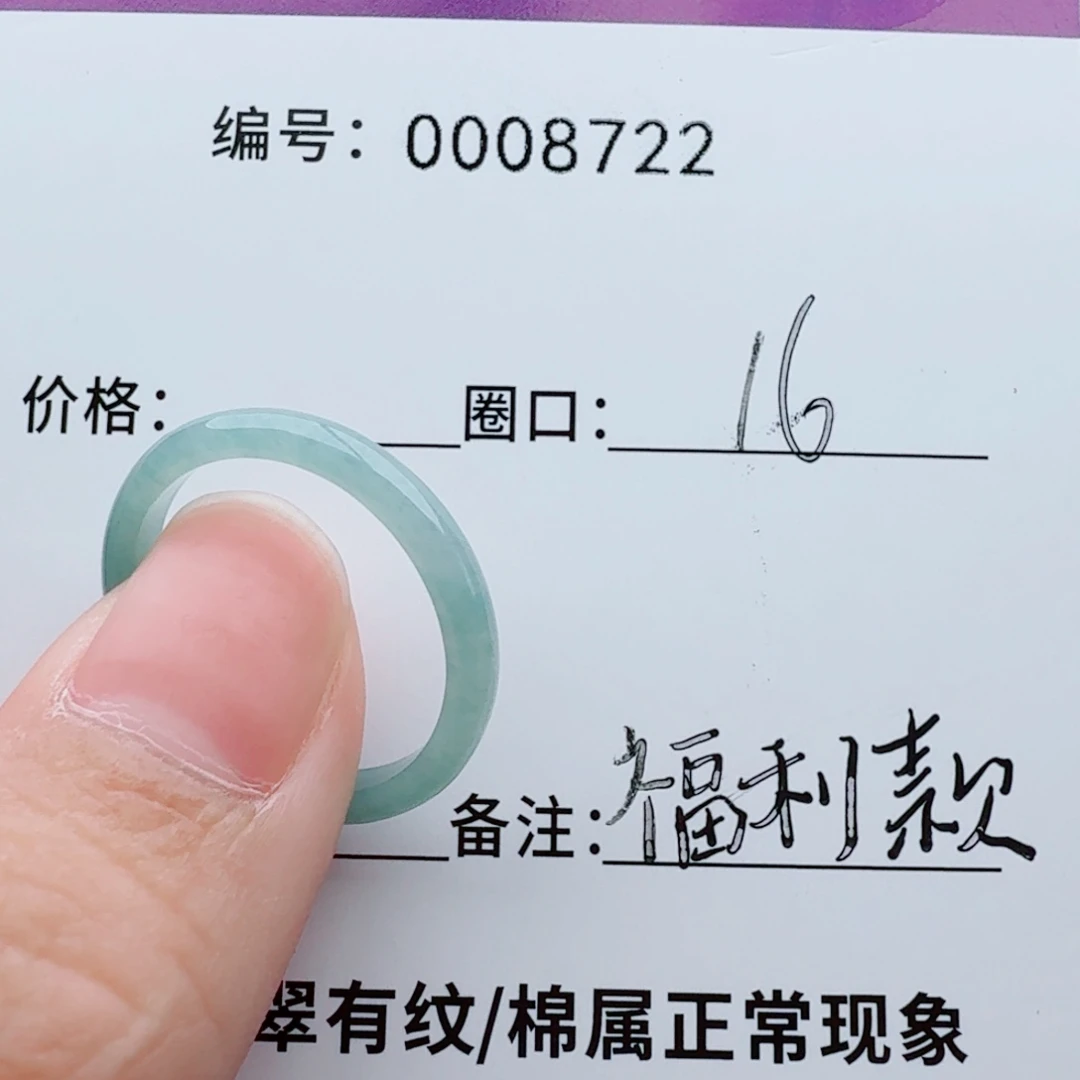 编号：0008722
价格： 圈口：16
备注：福利款
翠有纹/棉属正常现象